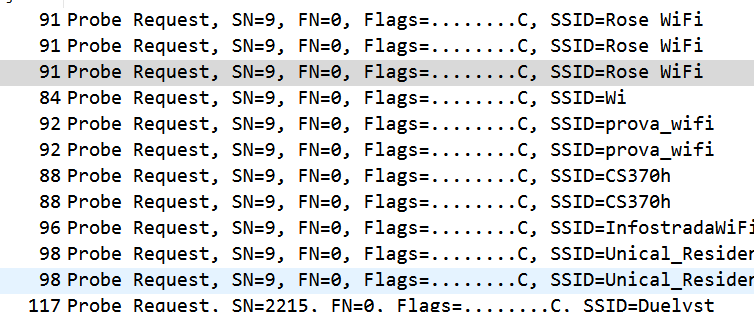 91 Probe Request, SN=9, FN=0, Flags=........C, SSID=Rose WiFi
91 Probe Request, SN=9, FN=0, Flags=........C, SSID=Rose WiFi
91 Probe Request, SN=9, FN=0, Flags=........C, SSID=Rose WiFi
84 Probe Request, SN=9, FN=0, Flags=........C, SSID=Wi
92 Probe Request, SN=9, FN=0, Flags=........C, SSID=prova_wifi
92 Probe Request, SN=9, FN=0, Flags=........C, SSID=prova_wifi
88 Probe Request, SN=9, FN=0, Flags=........C, SSID=CS370h
88 Probe Request, SN=9, FN=0, Flags=........C, SSID=CS370h
96 Probe Request, SN=9, FN=0, Flags=........C, SSID=InfostradaWiFi
98 Probe Request, SN=9, FN=0, Flags=........C, SSID=Unical_Residen
98 Probe Request, SN=9, FN=0, Flags=........C, SSID=Unical_Residen
117 Probe Request, SN=2215, FN=0, Flags=........C, SSID=Duelyst